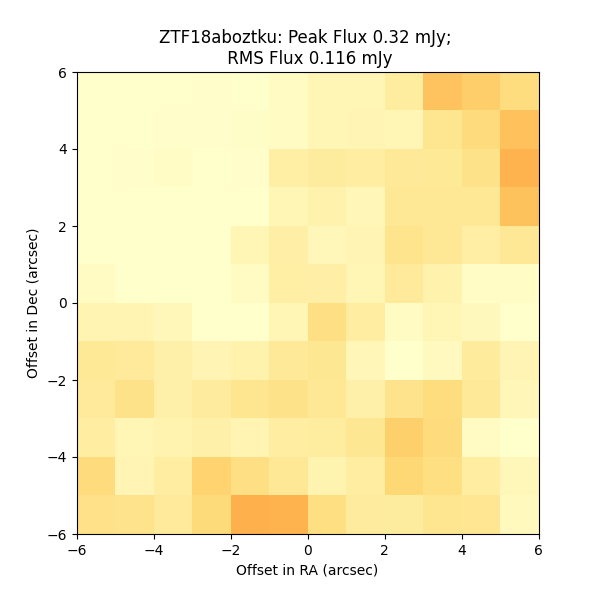 ZTF18aboztku: Peak Flux 0.32 mJy;
RMS Flux 0.116 mJy
6
4
2
0
−2
−4
−6
Offset in Dec (arcsec)
−6 −4 −2 0 2 4 6
Offset in RA (arcsec)